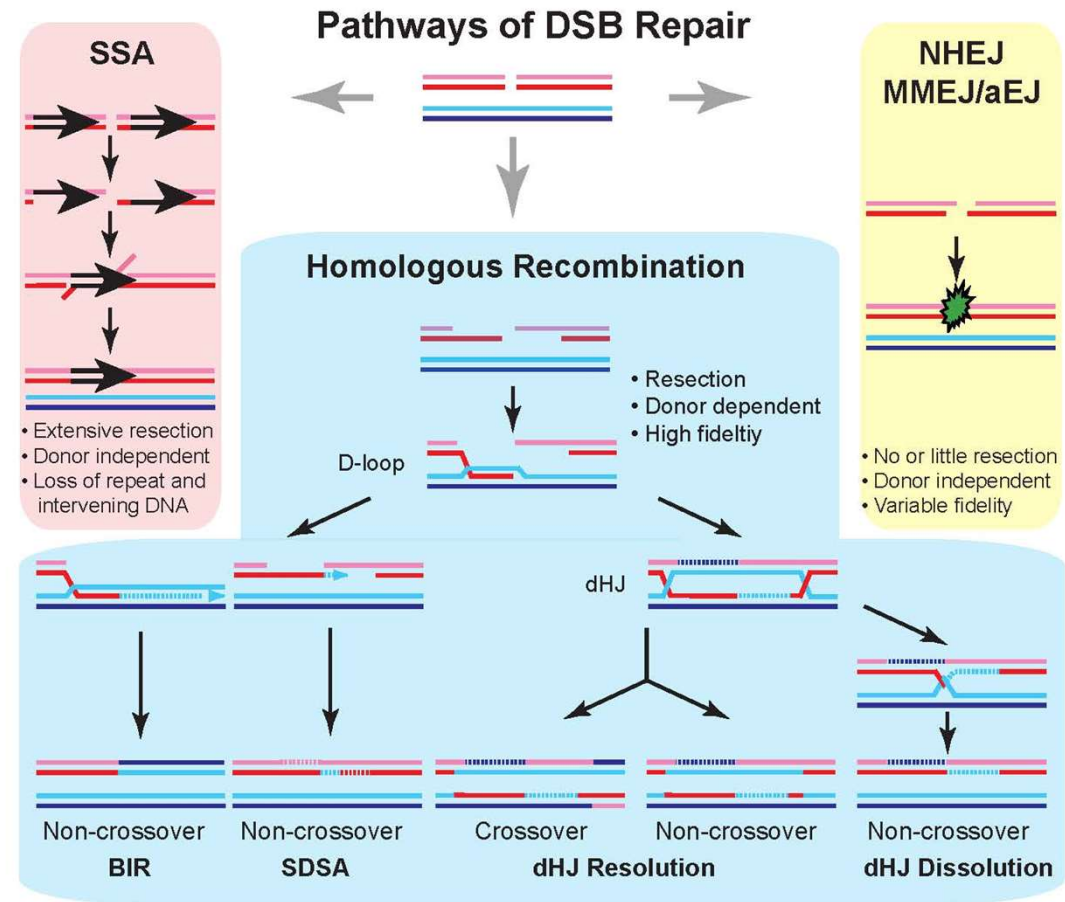 Pathways of DSB Repair
SSA
• Extensive resection
• Donor independent
• Loss of repeat and
intervening DNA
NHEJ
MMEJ/aEJ
• No or little resection
• Donor independent
• Variable fidelity
Homologous Recombination
• Resection
• Donor dependent
• High fideltiy
D-loop
dHJ
Non-crossover
BIR
Non-crossover
SDSA
Crossover
Non-crossover
dHJ Resolution
Non-crossover
dHJ Dissolution